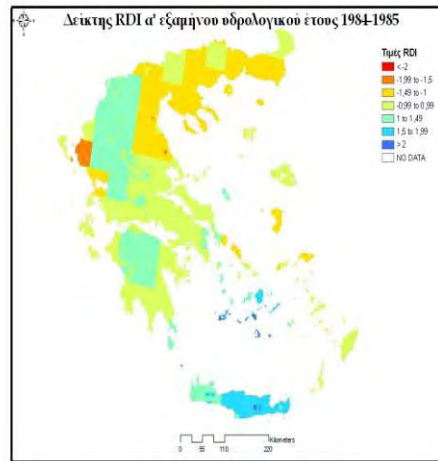 Δείκτης RDI α' εξαμήνου υδρολογικού έτους 1984-1985
Τιμές RDI
< -2
-1,99 to -1,5
-1,49 to -1
-0,99 to 0,99
1 to 1,49
1,5 to 1,99
> 2
NO DATA
Kilometers
0 55 110 220